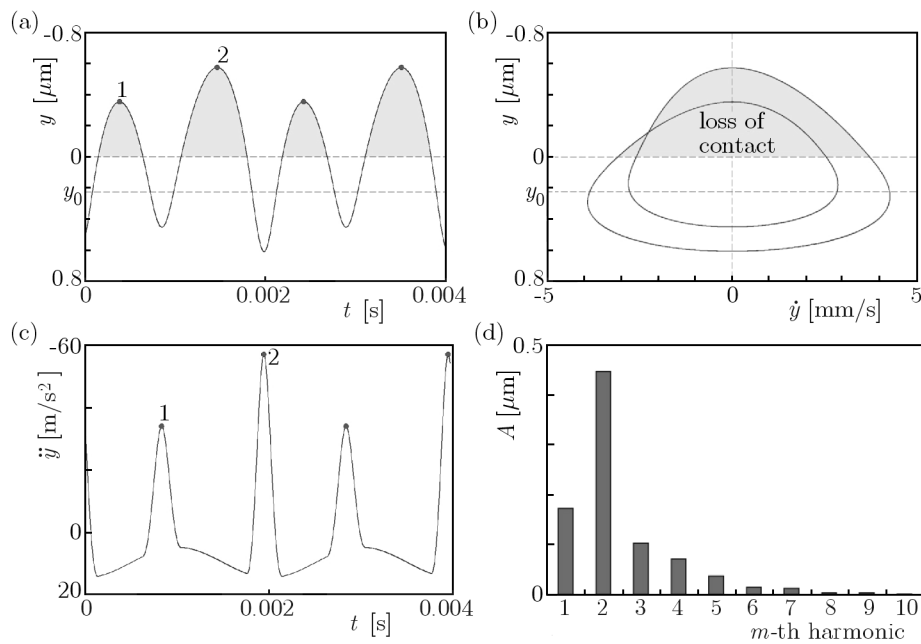 (a)
-0.8
y [μm]
0
y₀
0.8
1
2
0
0.002
0.004
t [s]
(b)
-0.8
y [μm]
0
y₀
0.8
loss of
contact
-5
0
5
ẏ [mm/s]
(c)
-60
ÿ [m/s²]
0
20
1
2
0
0.002
0.004
t [s]
(d)
0.5
A [μm]
0
1 2 3 4 5 6 7 8 9 10
m-th harmonic